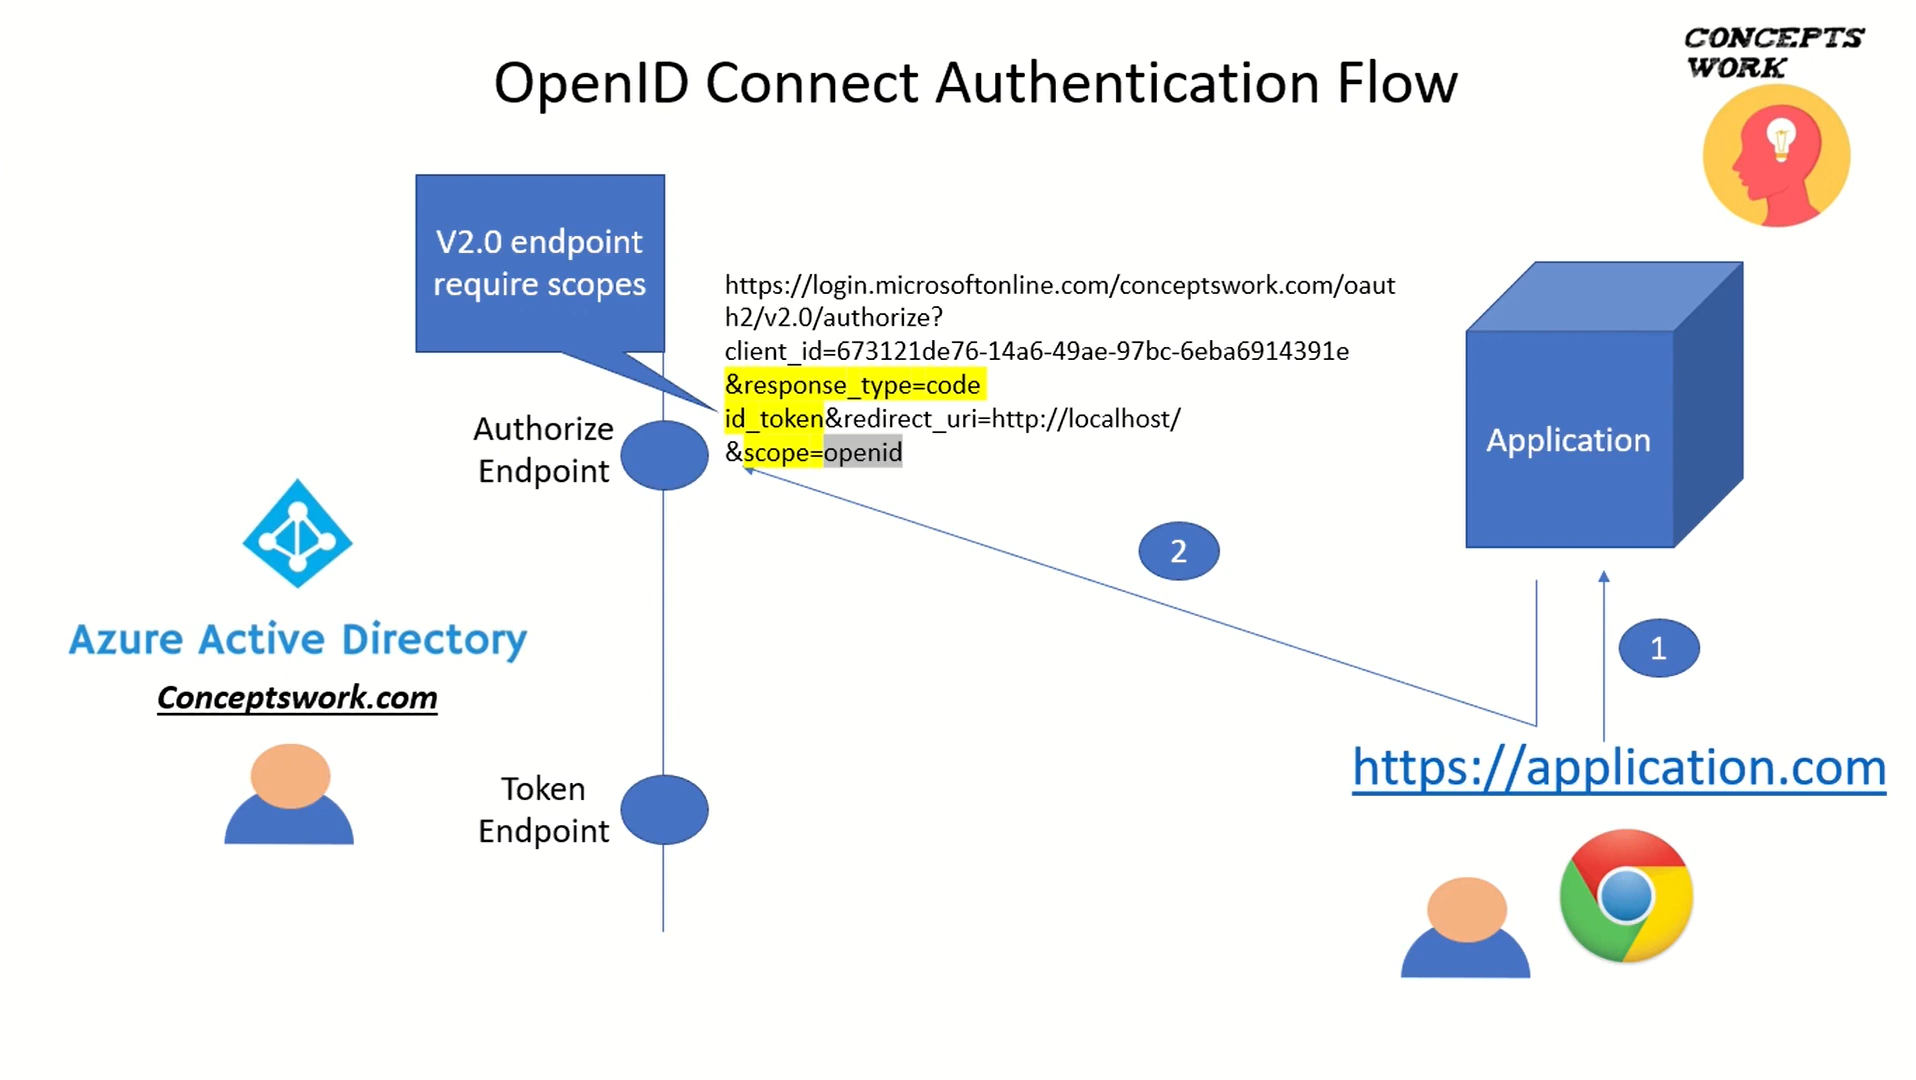 CONCEPTS
WORK
OpenID Connect Authentication Flow
V2.0 endpoint
require scopes
https://login.microsoftonline.com/conceptswork.com/oaut
h2/v2.0/authorize?
client_id=673121de76-14a6-49ae-97bc-6eba6914391e
&response_type=code
id_token&redirect_uri=http://localhost/
&scope=openid
Authorize
Endpoint
Application
2
1
Azure Active Directory
Conceptswork.com
https://application.com
Token
Endpoint